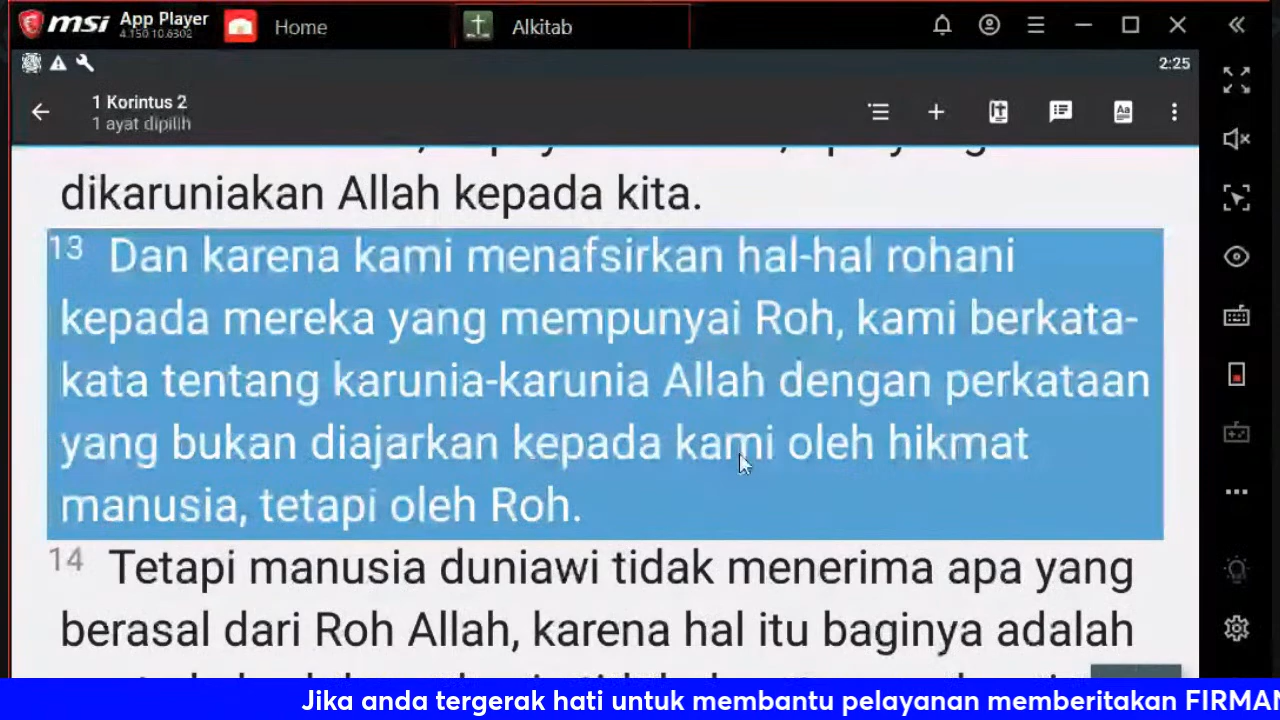 msi App Player
4.150.10.6302
Home
Alkitab
2:25
1 Korintus 2
1 ayat dipilih
dikaruniakan Allah kepada kita.
13 Dan karena kami menafsirkan hal-hal rohani
kepada mereka yang mempunyai Roh, kami berkata-
kata tentang karunia-karunia Allah dengan perkataan
yang bukan diajarkan kepada kami oleh hikmat
manusia, tetapi oleh Roh.
14 Tetapi manusia duniawi tidak menerima apa yang
berasal dari Roh Allah, karena hal itu baginya adalah
Jika anda tergerak hati untuk membantu pelayanan memberitakan FIRMAN